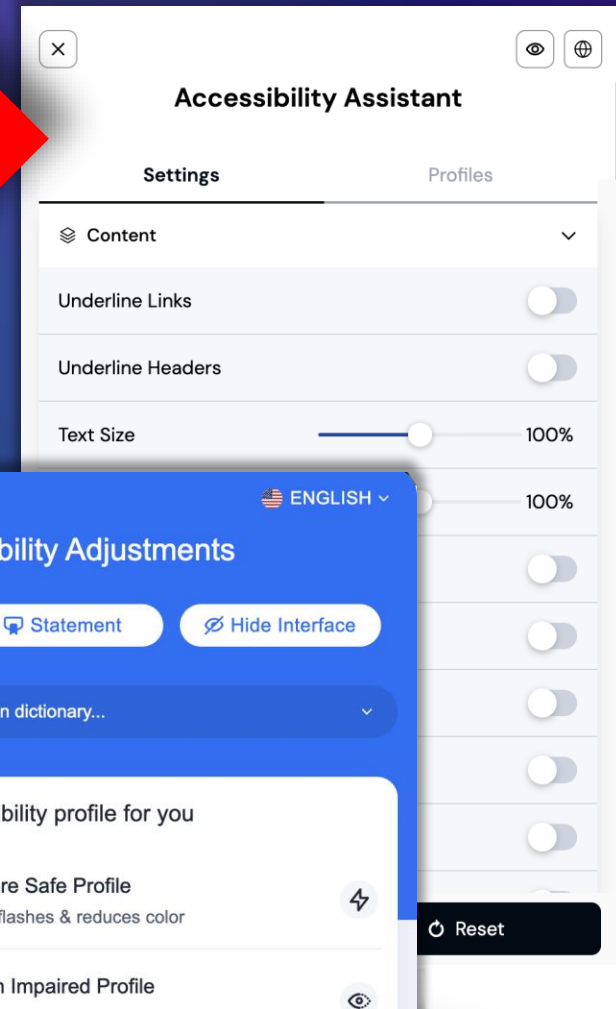 Accessibility Assistant
Settings Profiles
Content
Underline Links
Underline Headers
Text Size 100%
100%
ENGLISH
bility Adjustments
Statement Hide Interface
n dictionary...
bility profile for you
re Safe Profile
flashes & reduces color
n Impaired Profile
Reset